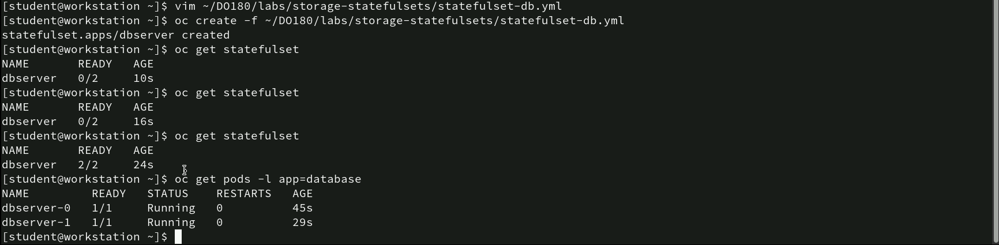 [student@workstation ~]$ vim ~/DO180/labs/storage-statefulsets/statefulset-db.yml
[student@workstation ~]$ oc create -f ~/DO180/labs/storage-statefulsets/statefulset-db.yml
statefulset.apps/dbserver created
[student@workstation ~]$ oc get statefulset
NAME       READY   AGE
dbserver   0/2     10s
[student@workstation ~]$ oc get statefulset
NAME       READY   AGE
dbserver   0/2     16s
[student@workstation ~]$ oc get statefulset
NAME       READY   AGE
dbserver   2/2     24s
[student@workstation ~]$ oc get pods -l app=database
NAME         READY   STATUS    RESTARTS   AGE
dbserver-0   1/1     Running   0          45s
dbserver-1   1/1     Running   0          29s
[student@workstation ~]$